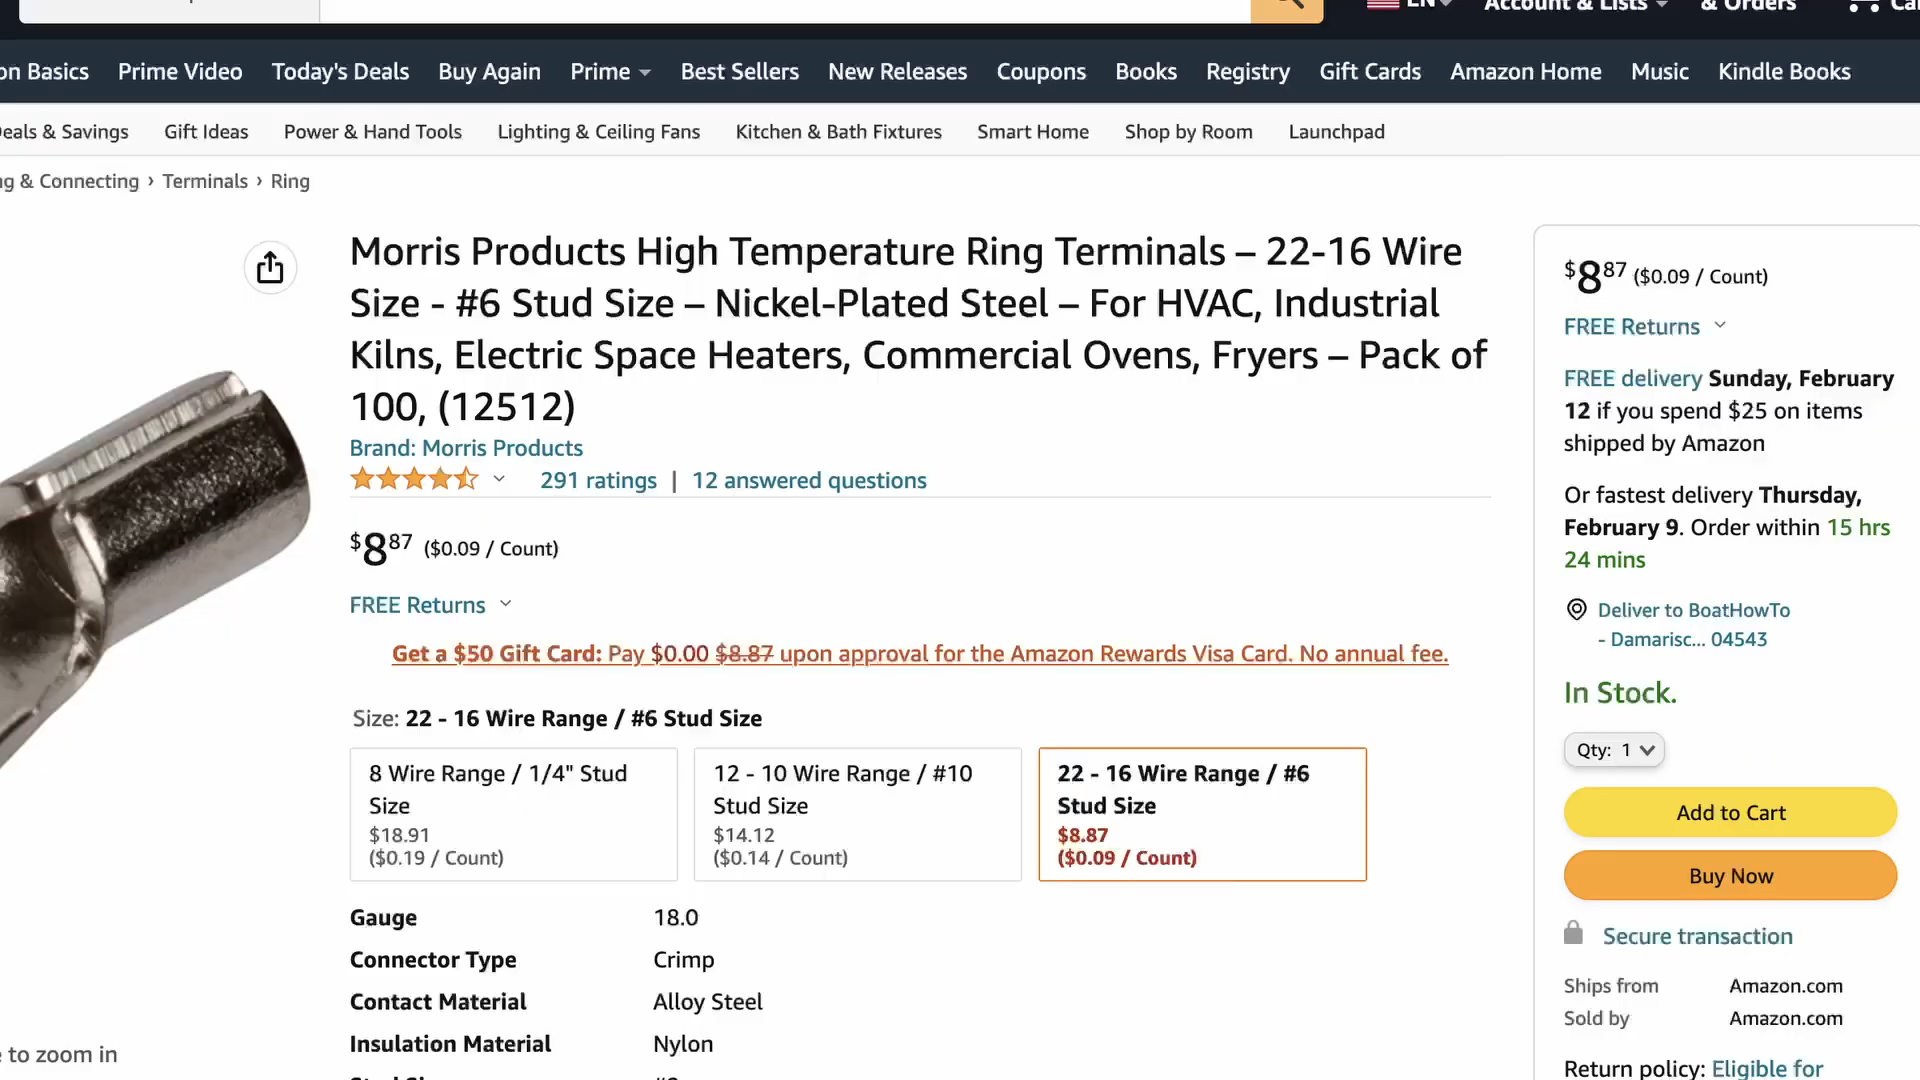 EN
Account & Lists
& Orders
on Basics Prime Video Today's Deals Buy Again Prime Best Sellers New Releases Coupons Books Registry Gift Cards Amazon Home Music Kindle Books
eals & Savings Gift Ideas Power & Hand Tools Lighting & Ceiling Fans Kitchen & Bath Fixtures Smart Home Shop by Room Launchpad
ng & Connecting › Terminals › Ring
Morris Products High Temperature Ring Terminals – 22-16 Wire
Size - #6 Stud Size – Nickel-Plated Steel – For HVAC, Industrial
Kilns, Electric Space Heaters, Commercial Ovens, Fryers – Pack of
100, (12512)
Brand: Morris Products
291 ratings | 12 answered questions
$8 87 ($0.09 / Count)
FREE Returns
Get a $50 Gift Card: Pay $0.00 $8.87 upon approval for the Amazon Rewards Visa Card. No annual fee.
Size: 22 - 16 Wire Range / #6 Stud Size
8 Wire Range / 1/4" Stud
Size
$18.91
($0.19 / Count)
12 - 10 Wire Range / #10
Stud Size
$14.12
($0.14 / Count)
22 - 16 Wire Range / #6
Stud Size
$8.87
($0.09 / Count)
Gauge 18.0
Connector Type Crimp
Contact Material Alloy Steel
Insulation Material Nylon
to zoom in
$8 87 ($0.09 / Count)
FREE Returns
FREE delivery Sunday, February
12 if you spend $25 on items
shipped by Amazon
Or fastest delivery Thursday,
February 9. Order within 15 hrs
24 mins
Deliver to BoatHowTo
- Damarisc... 04543
In Stock.
Qty: 1
Add to Cart
Buy Now
Secure transaction
Ships from Amazon.com
Sold by Amazon.com
Return policy: Eligible for